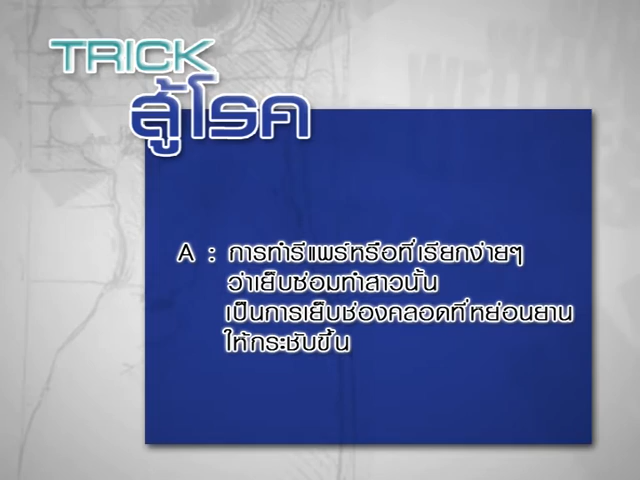 TRICK
สู้โรค
A : การทำรีแพร์หรือที่เรียกง่ายๆ
ว่าเย็บซ่อมทำสาวนั้น
เป็นการเย็บช่องคลอดที่หย่อนยาน
ให้กระชับขึ้น